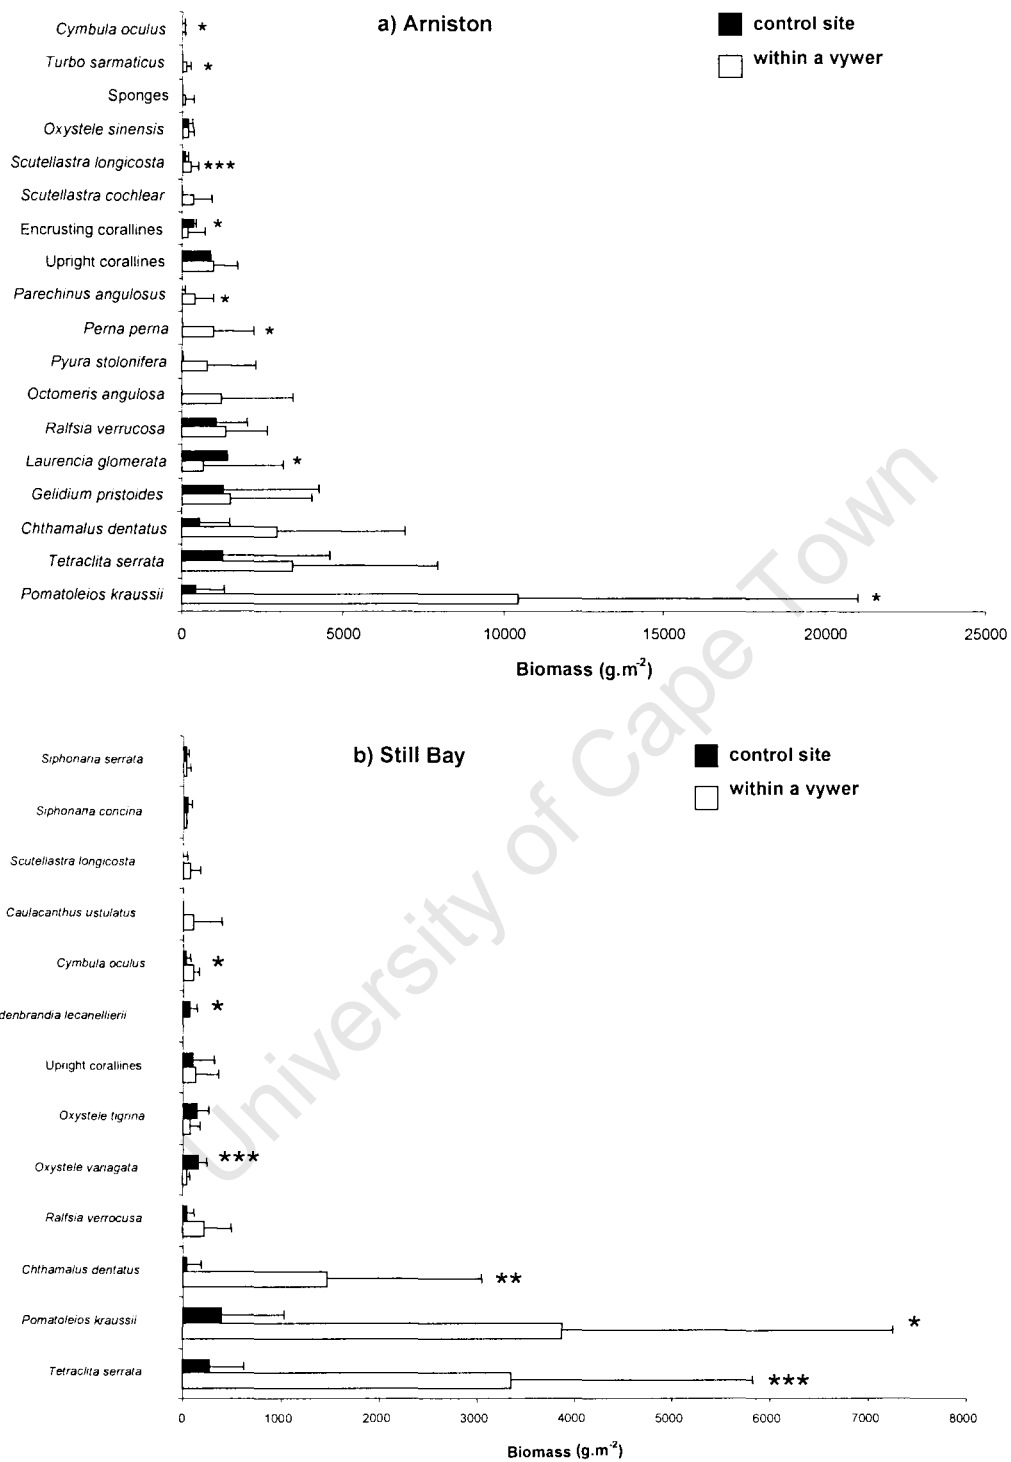 a) Arniston
control site
within a vywer
Cymbula oculus *
Turbo sarmaticus *
Sponges
Oxystele sinensis
Scutellastra longicosta ***
Scutellastra cochlear
Encrusting corallines *
Upright corallines
Parechinus angulosus *
Perna perna *
Pyura stolonifera
Octomeris angulosa
Ralfsia verrucosa
Laurencia glomerata *
Gelidium pristoides
Chthamalus dentatus
Tetraclita serrata
Pomatoleios kraussii *
0 5000 10000 15000 20000 25000
Biomass (g.m-2)
b) Still Bay
control site
within a vywer
Siphonaria serrata
Siphonaria concina
Scutellastra longicosta
Caulacanthus ustulatus
Cymbula oculus *
denbrandia lecanellierii *
Upright corallines
Oxystele tigrina
Oxystele variagata ***
Ralfsia verrocusa
Chthamalus dentatus **
Pomatoleios kraussii *
Tetraclita serrata ***
0 1000 2000 3000 4000 5000 6000 7000 8000
Biomass (g.m-2)
University of Cape Town